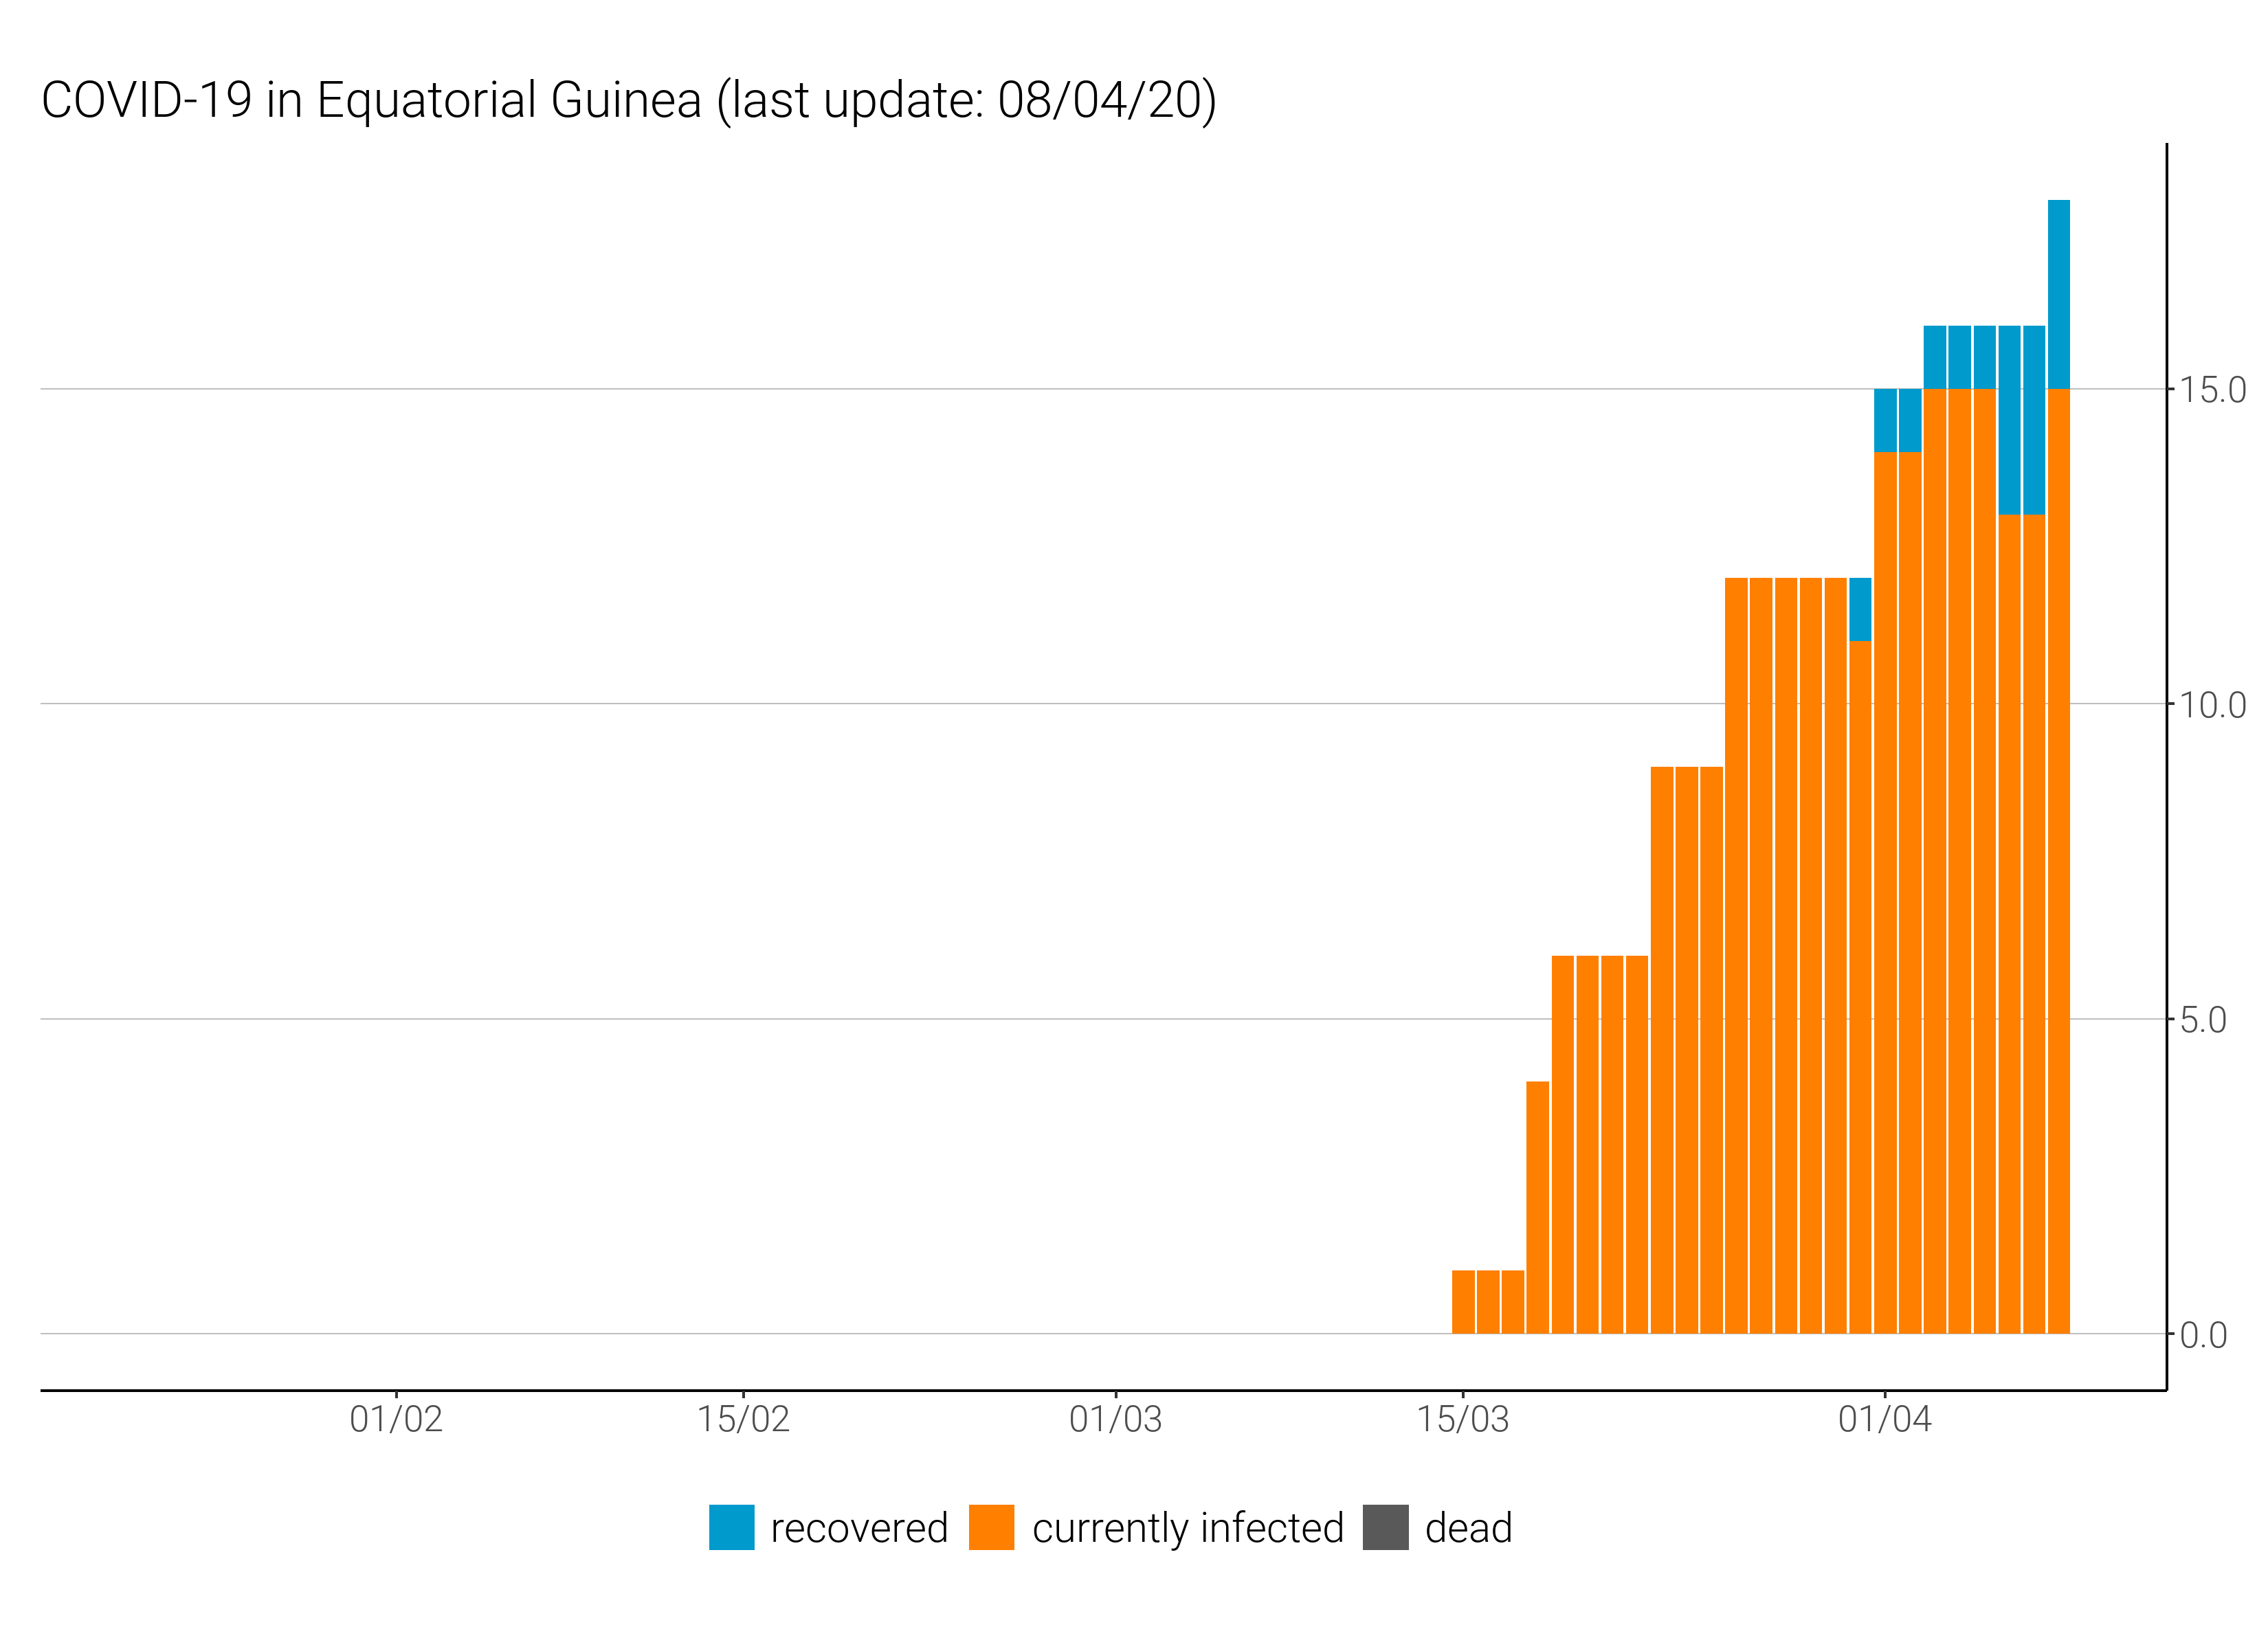 COVID-19 in Equatorial Guinea (last update: 08/04/20)
15.0
10.0
5.0
0.0
01/02 15/02 01/03 15/03 01/04
recovered currently infected dead